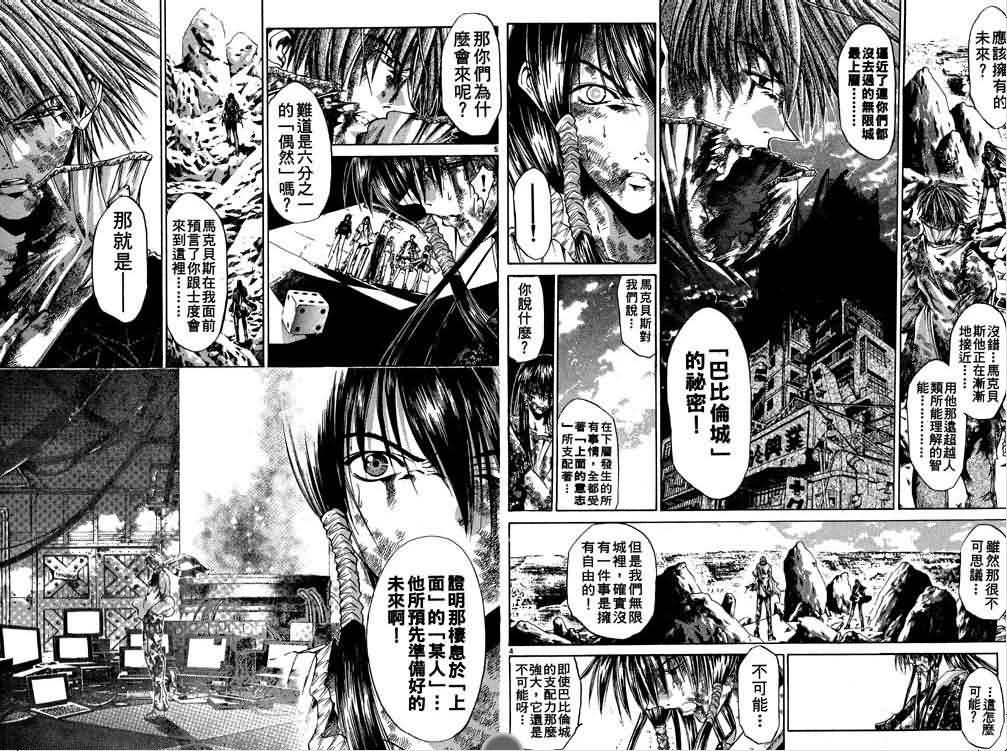 應該擁有的
未來？
沒錯…馬克貝
斯他正在漸漸
地接近……
用他那遠超越人
類所能理解的智
能…………
逼近了連你們都
沒去過的無限城
最上層………
「巴比倫城」
的祕密！
——！
馬克貝斯對
我們說…
你說什麼？
在下層發生的所
有事情，全都受
著「上面的意志
」所支配著…
雖然那很不
可思議…
但是我們無限
城裡，確實沒
有一件事是擁
有自由的！
…這怎麼
可能？
不可能…
即使巴比倫城
的支配力那麼
強大，它還是
不可能呀…
4
那你們為什
麼會來呢？
5
難道是六分之一
的「偶然」嗎？
！
馬克貝斯在我面前
預言了你跟士度會
來到這裡………
那就是——
證明那棲息於「上
面」的「某人」…
他所預先準備好的
未來啊！